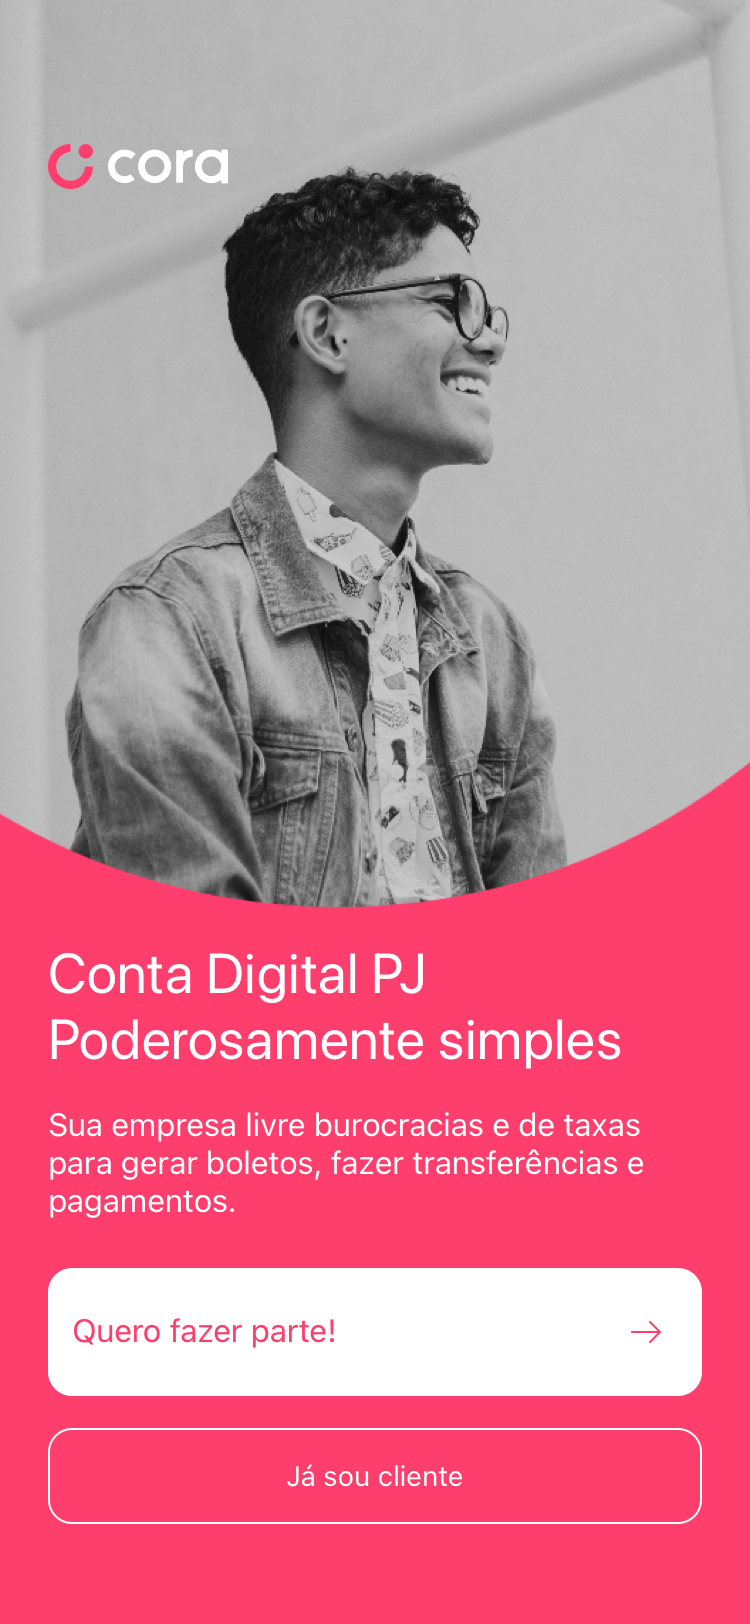 cora
Conta Digital PJ
Poderosamente simples
Sua empresa livre burocracias e de taxas
para gerar boletos, fazer transferências e
pagamentos.
Quero fazer parte!
Já sou cliente